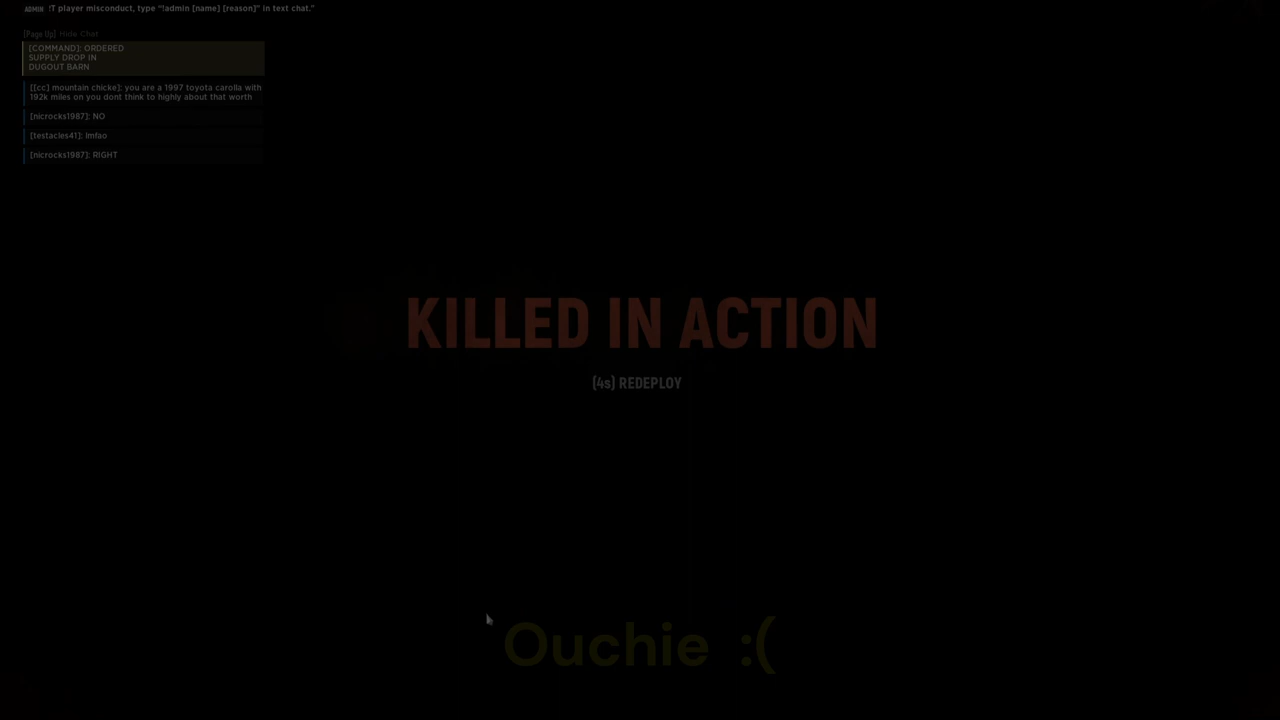 ADMIN !T player misconduct, type "!admin [name] [reason]" in text chat."
[Page Up] Hide Chat
[COMMAND]: ORDERED
SUPPLY DROP IN
DUGOUT BARN
[[cc] mountain chicke]: you are a 1997 toyota carolla with
192k miles on you dont think to highly about that worth
[nicrocks1987]: NO
[testacles41]: lmfao
[nicrocks1987]: RIGHT
KILLED IN ACTION
(4s) REDEPLOY
Ouchie :(